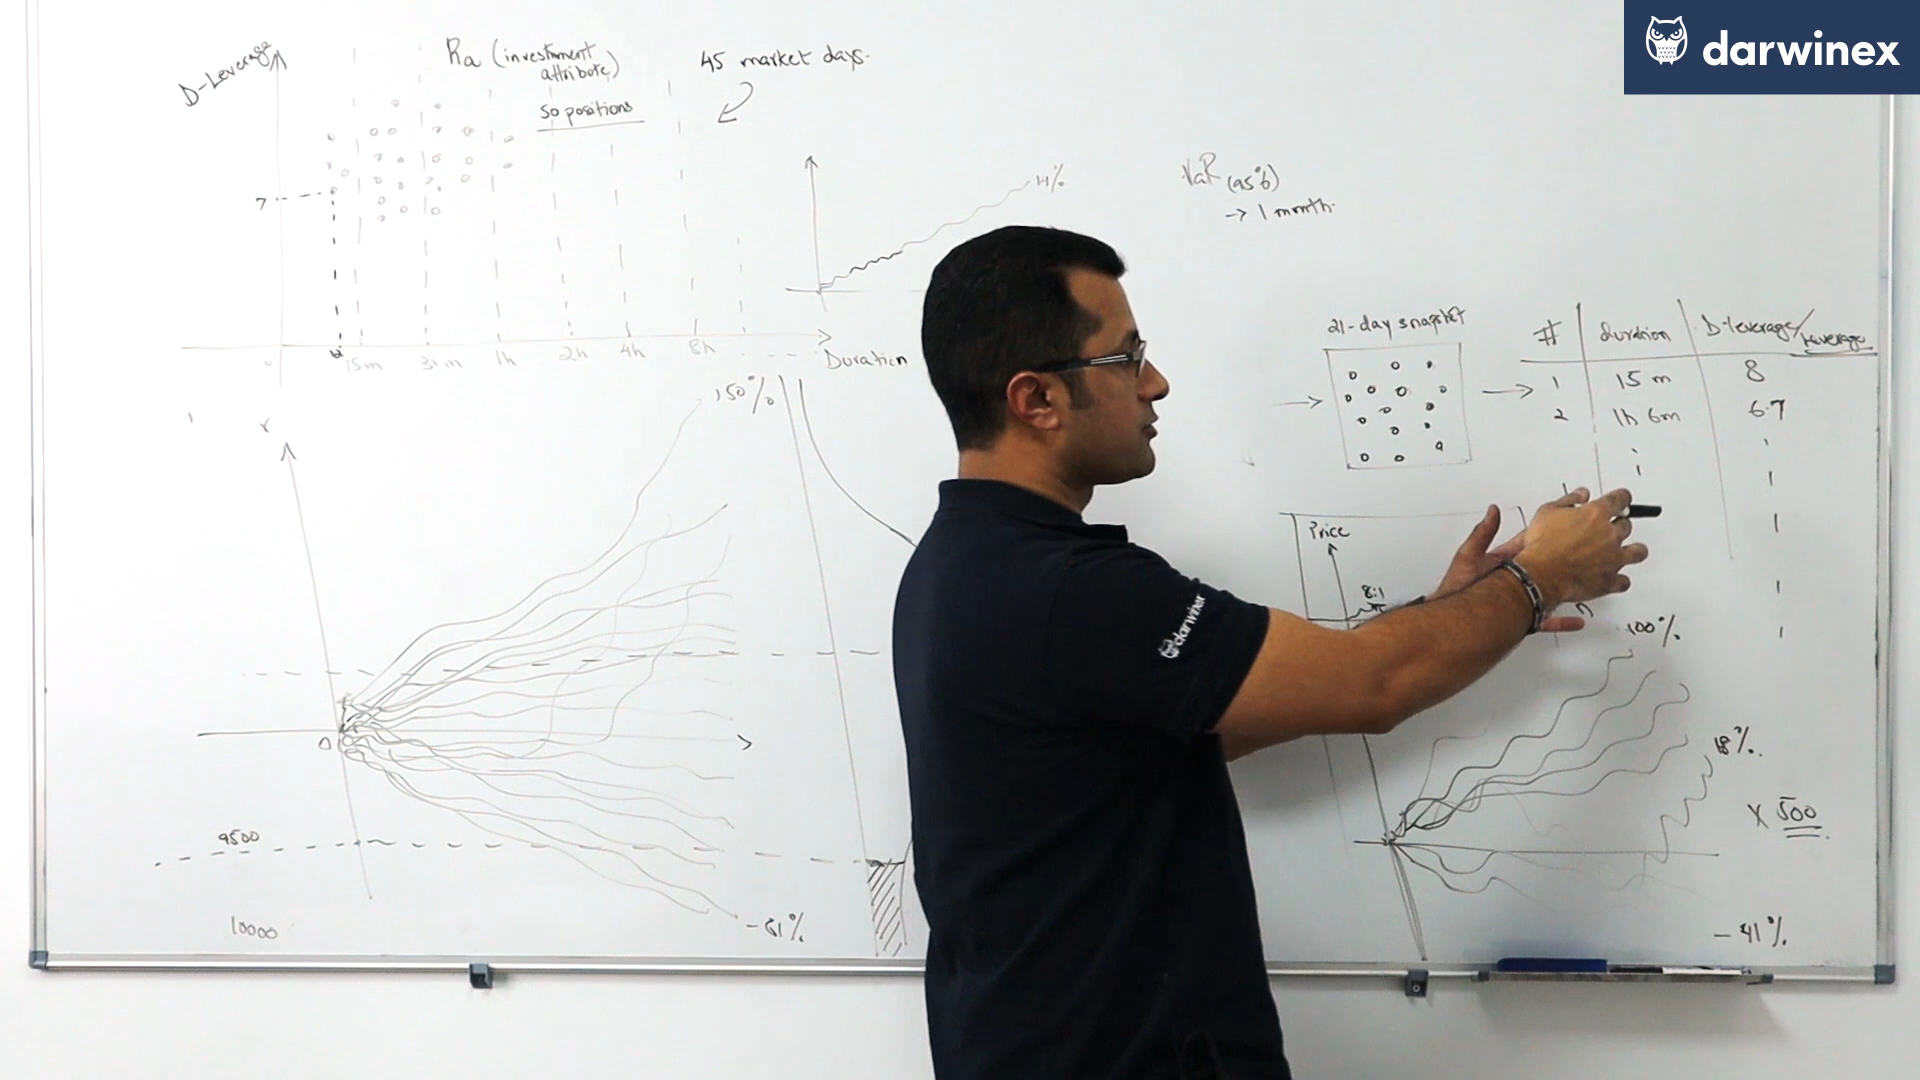 darwinex
D-Leverage
Ra (investment
attribute)
50 positions
45 market days.
7
0
12
15m
30m
1h
2h
4h
8h
Duration
14%
VaR (95%)
→ 1 month.
21-day snapshot
# duration D-leverage/
Leverage
1 15 m 8
2 1h 6m 6.7
Price
8:1
r
150%
0
9500
10000
-61%
darwinex
100%
18%.
x 500
-41%